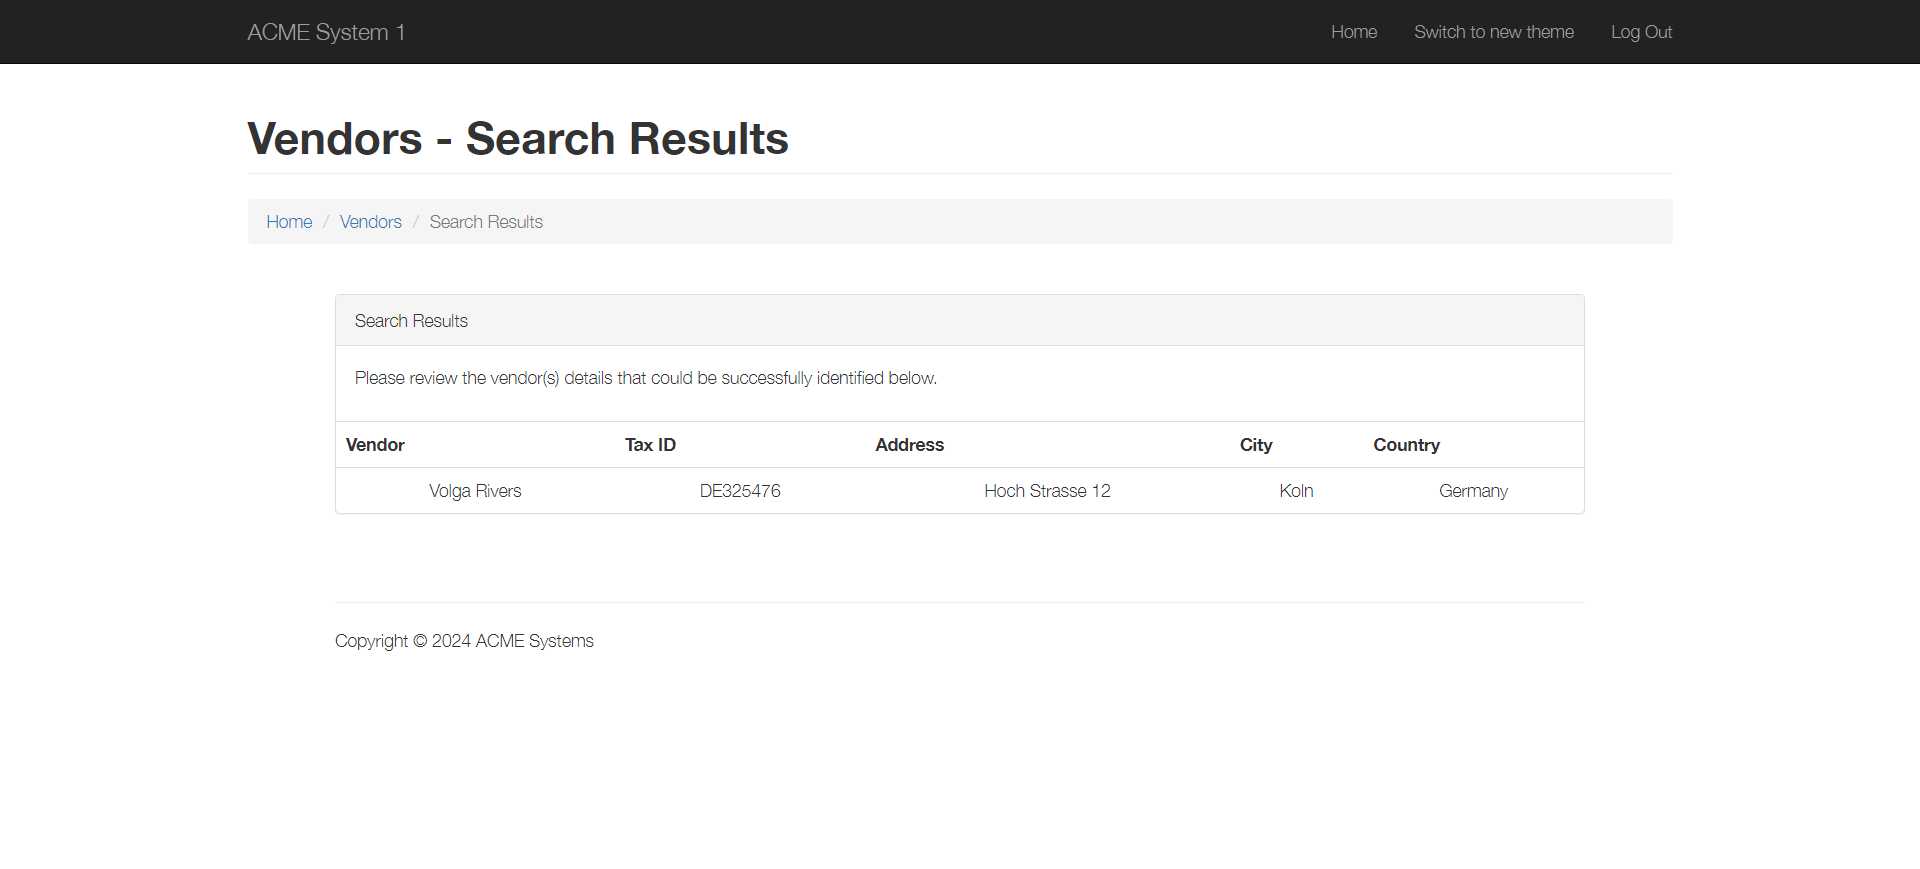 ACME System 1
Home
Switch to new theme
Log Out
Vendors - Search Results
Home / Vendors / Search Results
Search Results
Please review the vendor(s) details that could be successfully identified below.
Vendor Tax ID Address City Country
Volga Rivers DE325476 Hoch Strasse 12 Koln Germany
Copyright © 2024 ACME Systems